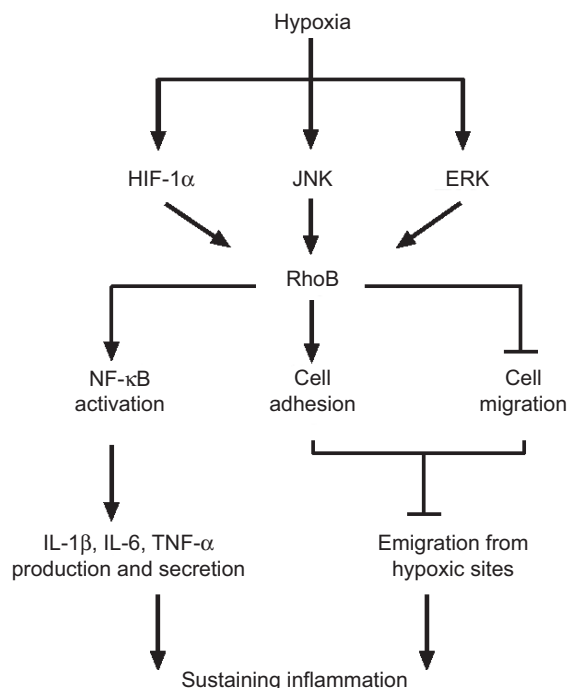 Hypoxia
HIF-1α
JNK
ERK
RhoB
NF-κB
activation
Cell
adhesion
Cell
migration
IL-1β, IL-6, TNF-α
production and secretion
Emigration from
hypoxic sites
Sustaining inflammation